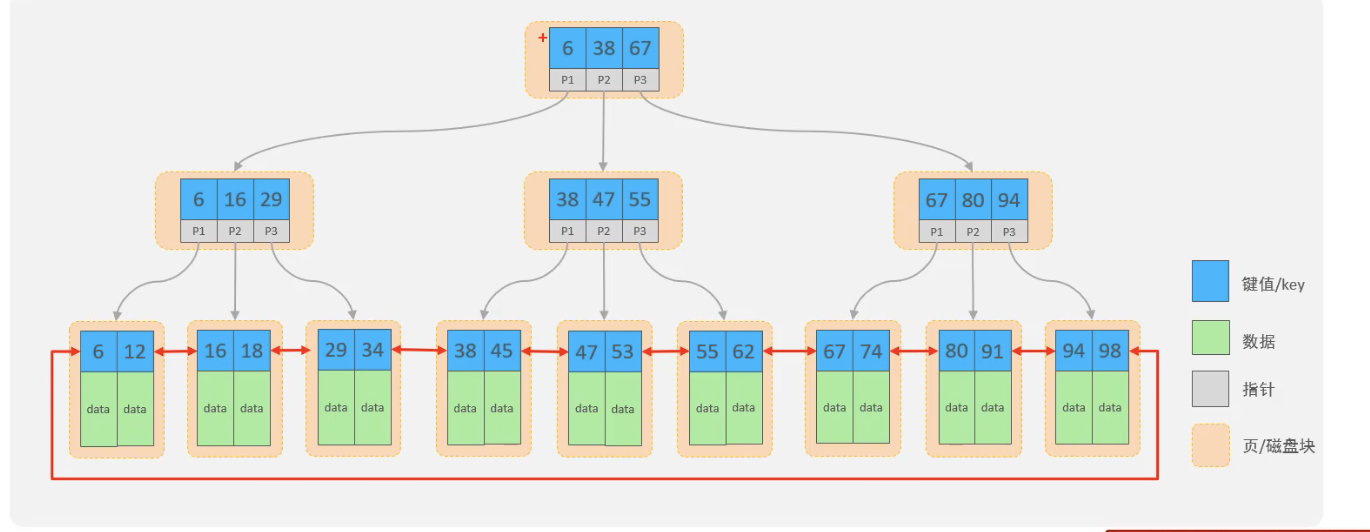 +
6 38 67
P1 P2 P3
6 16 29
P1 P2 P3
38 47 55
P1 P2 P3
67 80 94
P1 P2 P3
6 12
data data
16 18
data data
29 34
data data
38 45
data data
47 53
data data
55 62
data data
67 74
data data
80 91
data data
94 98
data data
键值/key
数据
指针
页/磁盘块